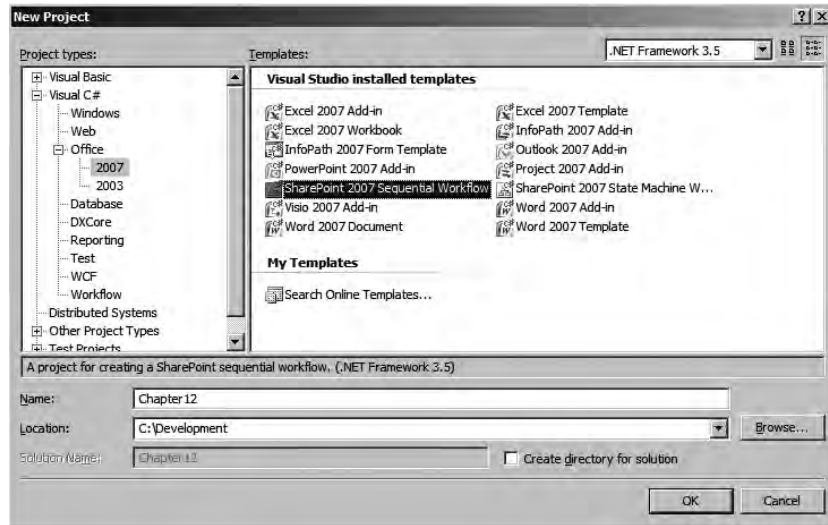 New Project
Project types:
Templates:
.NET Framework 3.5
Visual Basic
Visual C#
Windows
Web
Office
2007
2003
Database
DXCore
Reporting
Test
WCF
Workflow
Distributed Systems
Other Project Types
Test Projects
Visual Studio installed templates
Excel 2007 Add-in
Excel 2007 Template
Excel 2007 Workbook
InfoPath 2007 Add-in
InfoPath 2007 Form Template
Outlook 2007 Add-in
PowerPoint 2007 Add-in
Project 2007 Add-in
SharePoint 2007 Sequential Workflow
SharePoint 2007 State Machine W...
Visio 2007 Add-in
Word 2007 Add-in
Word 2007 Document
Word 2007 Template
My Templates
Search Online Templates...
A project for creating a SharePoint sequential workflow. (.NET Framework 3.5)
Name:
Chapter12
Location:
C:\Development
Browse...
Solution Name:
Chapter12
Create directory for solution
OK
Cancel